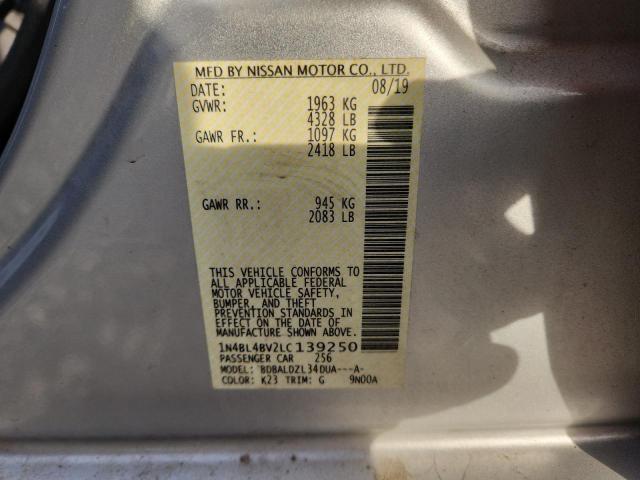 MFD BY NISSAN MOTOR CO., LTD.
DATE: 08/19
GVWR: 1963 KG
4328 LB
GAWR FR.: 1097 KG
2418 LB
GAWR RR.: 945 KG
2083 LB
THIS VEHICLE CONFORMS TO
ALL APPLICABLE FEDERAL
MOTOR VEHICLE SAFETY,
BUMPER, AND THEFT
PREVENTION STANDARDS IN
EFFECT ON THE DATE OF
MANUFACTURE SHOWN ABOVE.
1N4BL4BV2LC139250
PASSENGER CAR 256
MODEL: BDBALDZL34DUA---A-
COLOR: K23 TRIM: G 9N00A